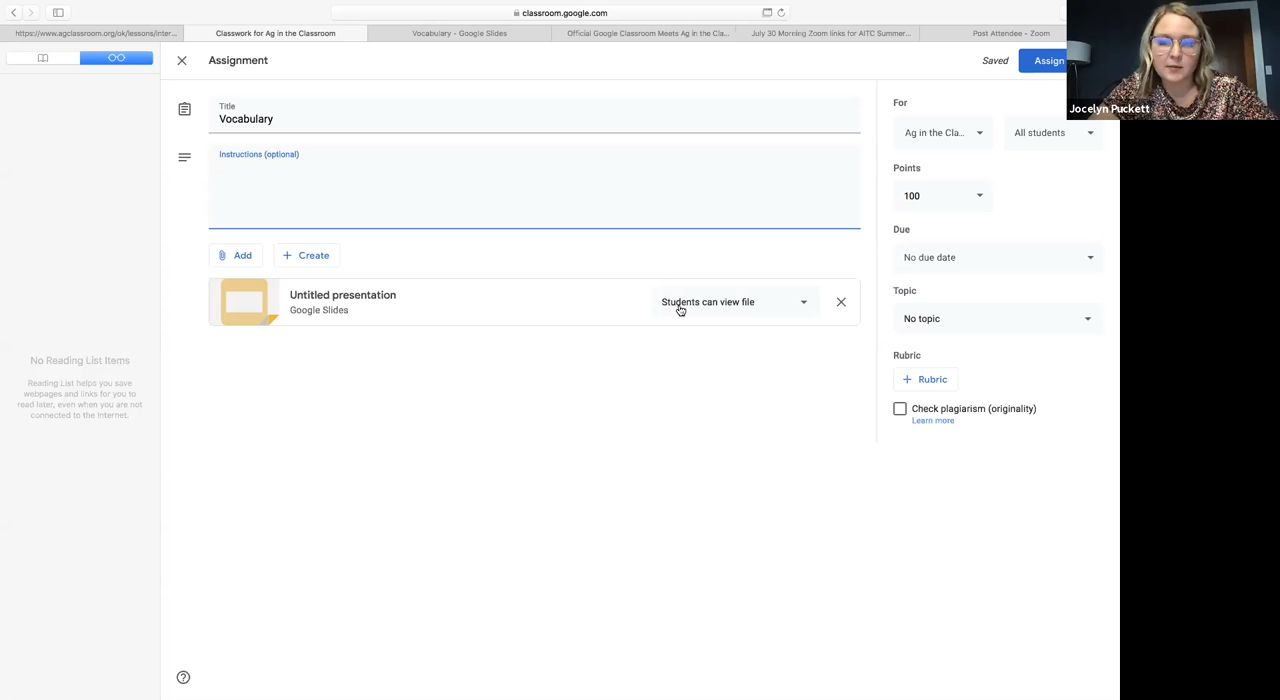 classroom.google.com
https://www.agclassroom.org/ok/lessons/inter...
Classwork for Ag in the Classroom
Vocabulary - Google Slides
Official Google Classroom Meets Ag in the Cla...
July 30 Morning Zoom links for AITC Summer...
Post Attendee - Zoom
Assignment
Saved
Assign
Jocelyn Puckett
Title
Vocabulary
Instructions (optional)
Add
Create
Untitled presentation
Google Slides
Students can view file
For
Ag in the Cla...
All students
Points
100
Due
No due date
Topic
No topic
Rubric
Rubric
Check plagiarism (originality)
Learn more
No Reading List Items
Reading List helps you save
webpages and links for you to
read later, even when you are not
connected to the Internet.